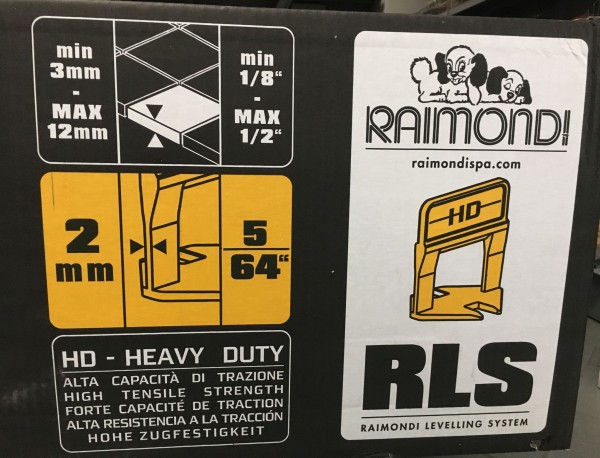 min
3mm
-
MAX
12mm
min
1/8"
-
MAX
1/2"
2
mm
5
64"
HD - HEAVY DUTY
ALTA CAPACITÀ DI TRAZIONE
HIGH TENSILE STRENGTH
FORTE CAPACITÉ DE TRACTION
ALTA RESISTENCIA A LA TRACCIÓN
HOHE ZUGFESTIGKEIT
RAIMONDI
raimondispa.com
HD
RLS
RAIMONDI LEVELLING SYSTEM